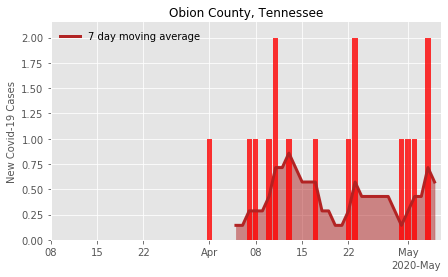 Obion County, Tennessee
7 day moving average
New Covid-19 Cases
2.00
1.75
1.50
1.25
1.00
0.75
0.50
0.25
0.00
08 15 22 Apr 08 15 22 May
2020-May